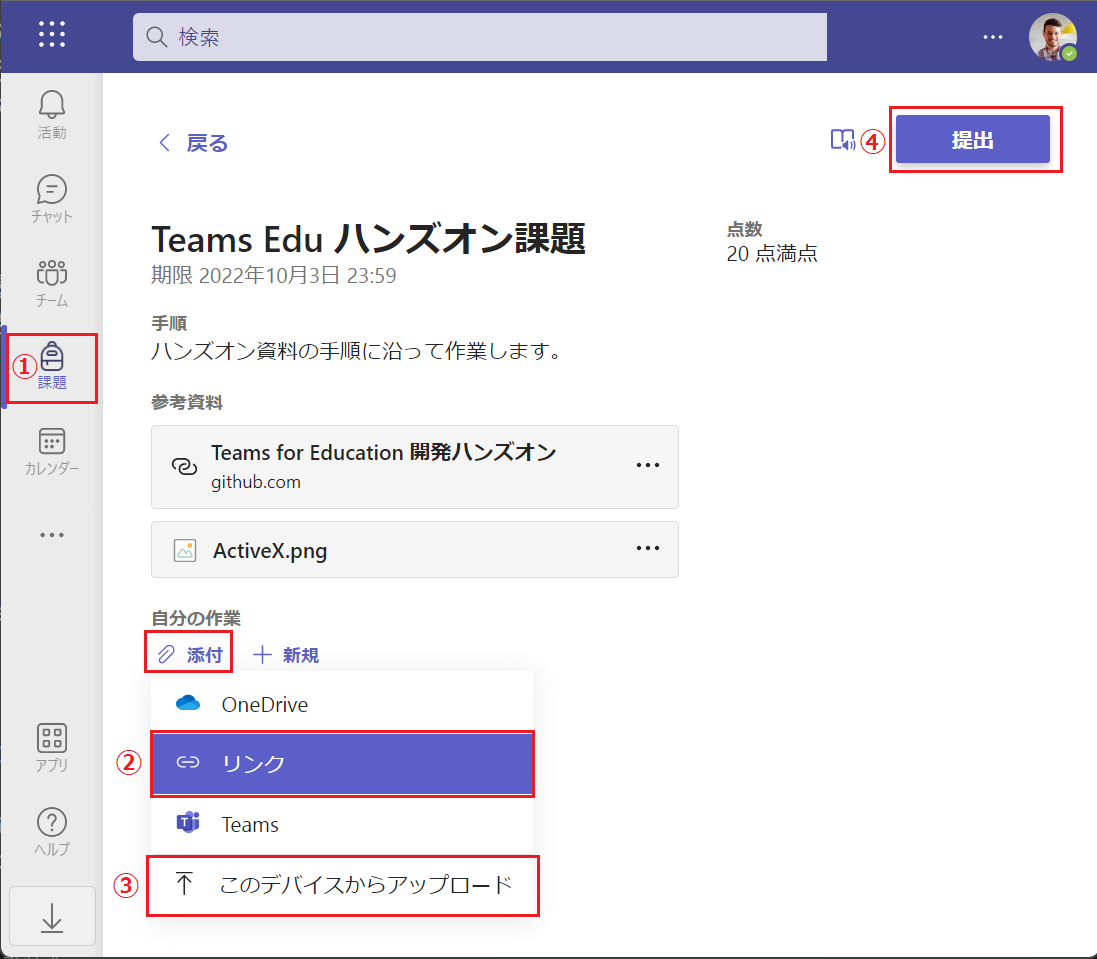 検索
活動
チャット
チーム
①
課題
カレンダー
アプリ
ヘルプ
戻る
④
提出
Teams Edu ハンズオン課題
期限 2022年10月3日 23:59
点数
20 点満点
手順
ハンズオン資料の手順に沿って作業します。
参考資料
Teams for Education 開発ハンズオン
github.com
ActiveX.png
自分の作業
添付
新規
OneDrive
②
リンク
Teams
③
このデバイスからアップロード